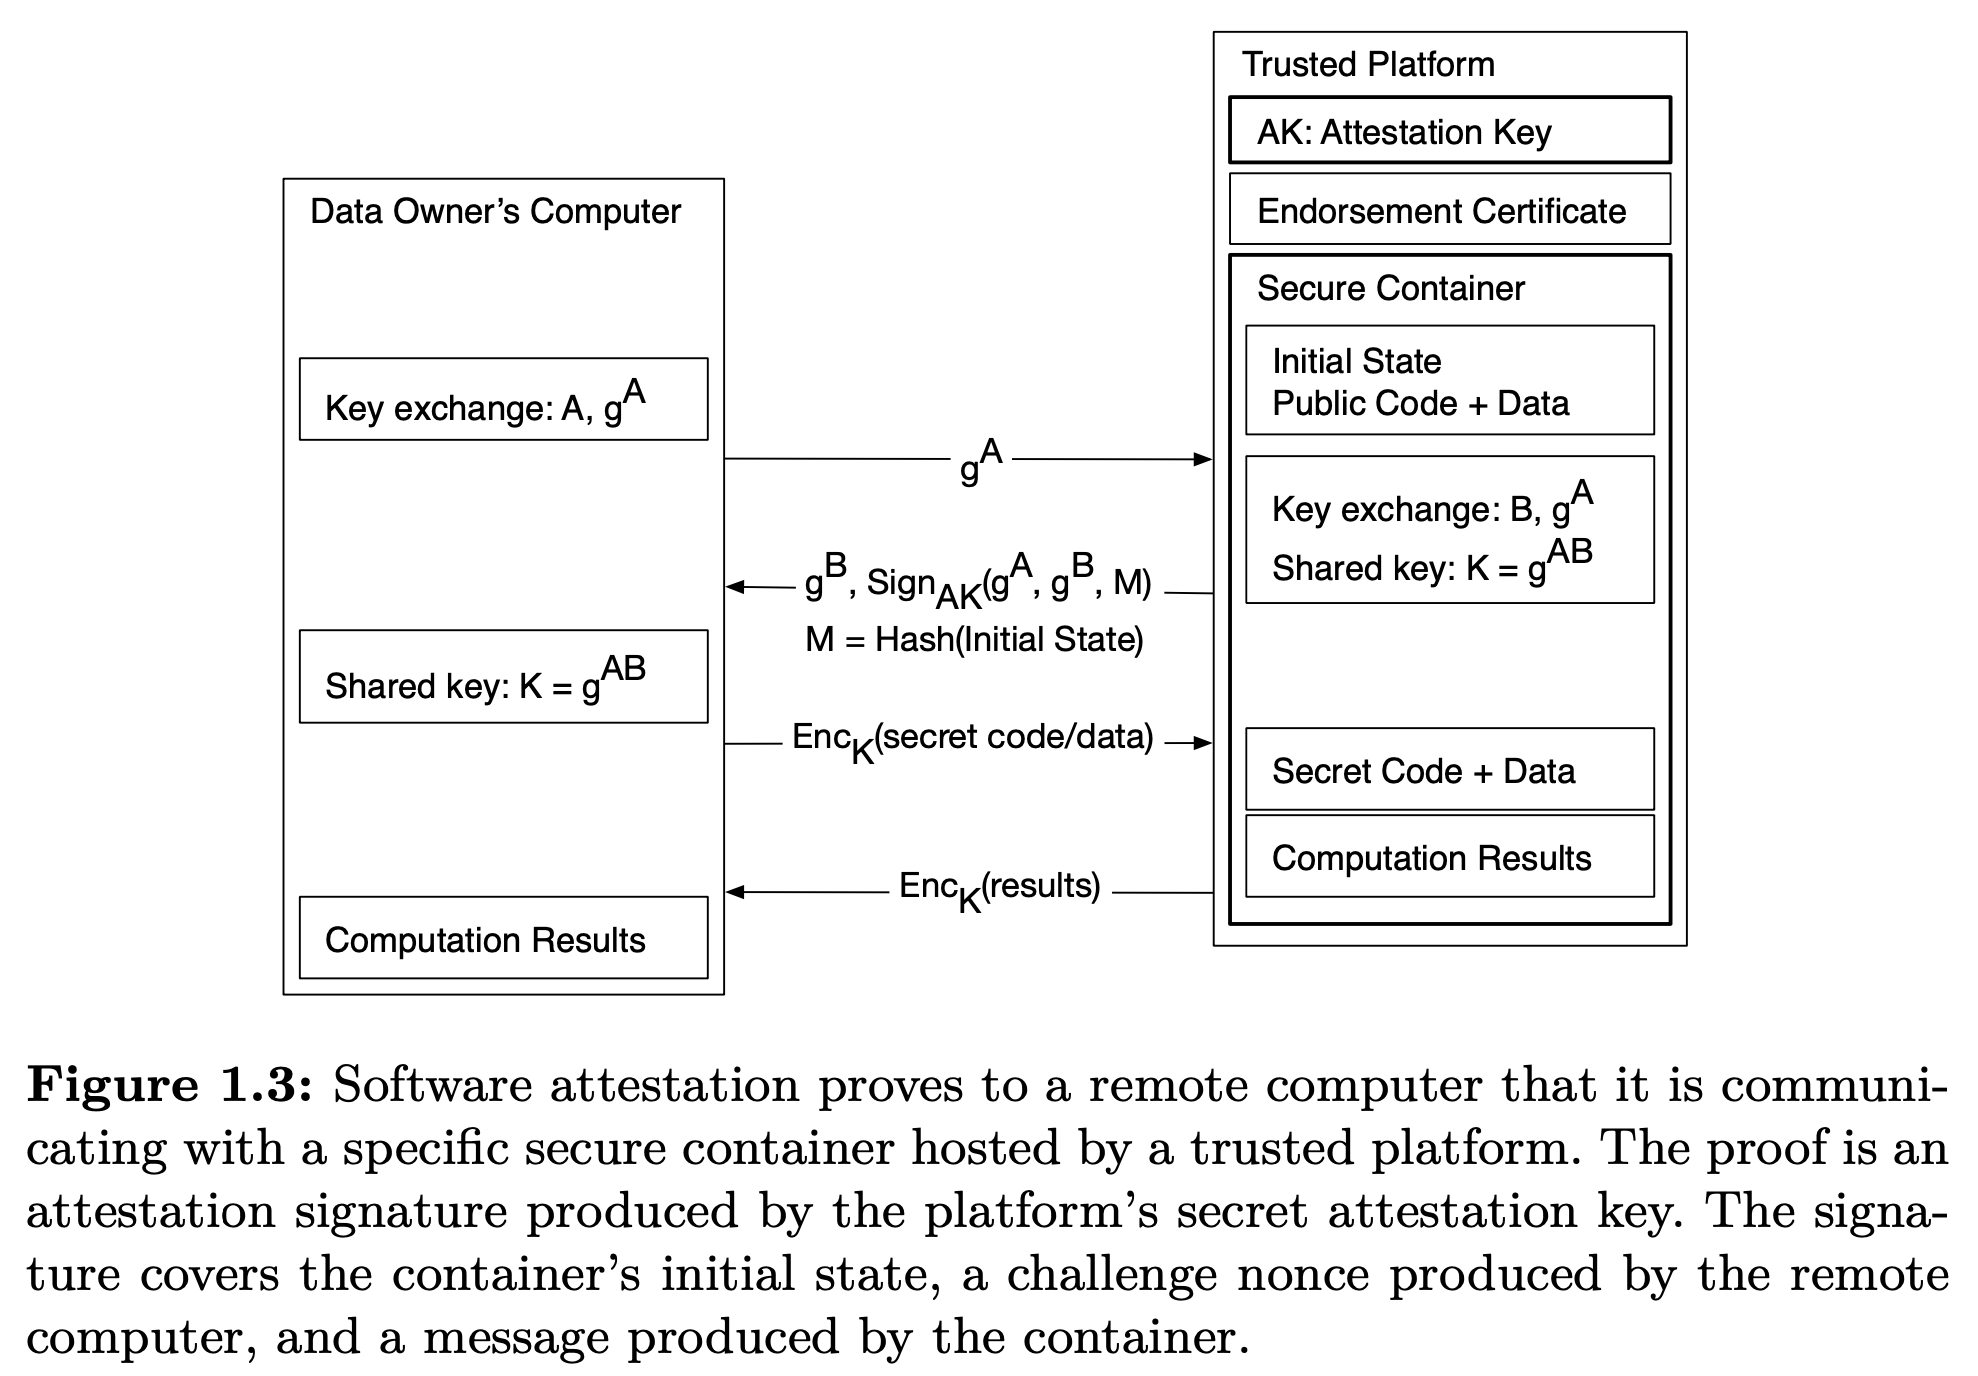 Trusted Platform
AK: Attestation Key
Endorsement Certificate
Data Owner's Computer
Secure Container
Initial State
Public Code + Data
Key exchange: A, g^A
g^A
Key exchange: B, g^A
Shared key: K = g^AB
g^B, Sign_AK(g^A, g^B, M)
M = Hash(Initial State)
Shared key: K = g^AB
Enc_K(secret code/data)
Secret Code + Data
Computation Results
Enc_K(results)
Computation Results
Figure 1.3: Software attestation proves to a remote computer that it is communi-
cating with a specific secure container hosted by a trusted platform. The proof is an
attestation signature produced by the platform's secret attestation key. The signa-
ture covers the container's initial state, a challenge nonce produced by the remote
computer, and a message produced by the container.